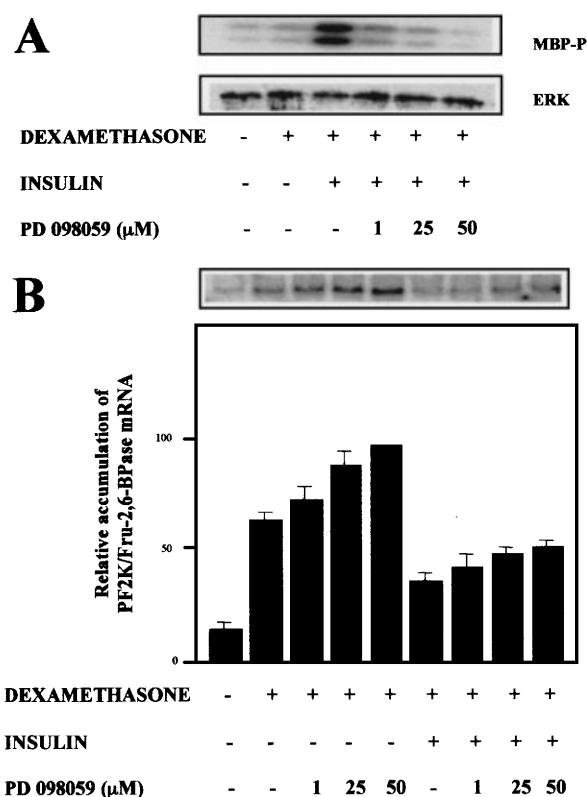 A
MBP-P
ERK
DEXAMETHASONE - + + + + +
INSULIN - - + + + +
PD 098059 (µM) - - - 1 25 50
B
Relative accumulation of
PF2K/Fru-2,6-BPase mRNA
100
50
0
DEXAMETHASONE - + + + + + + + +
INSULIN - - - - - + + + +
PD 098059 (µM) - - 1 25 50 - 1 25 50